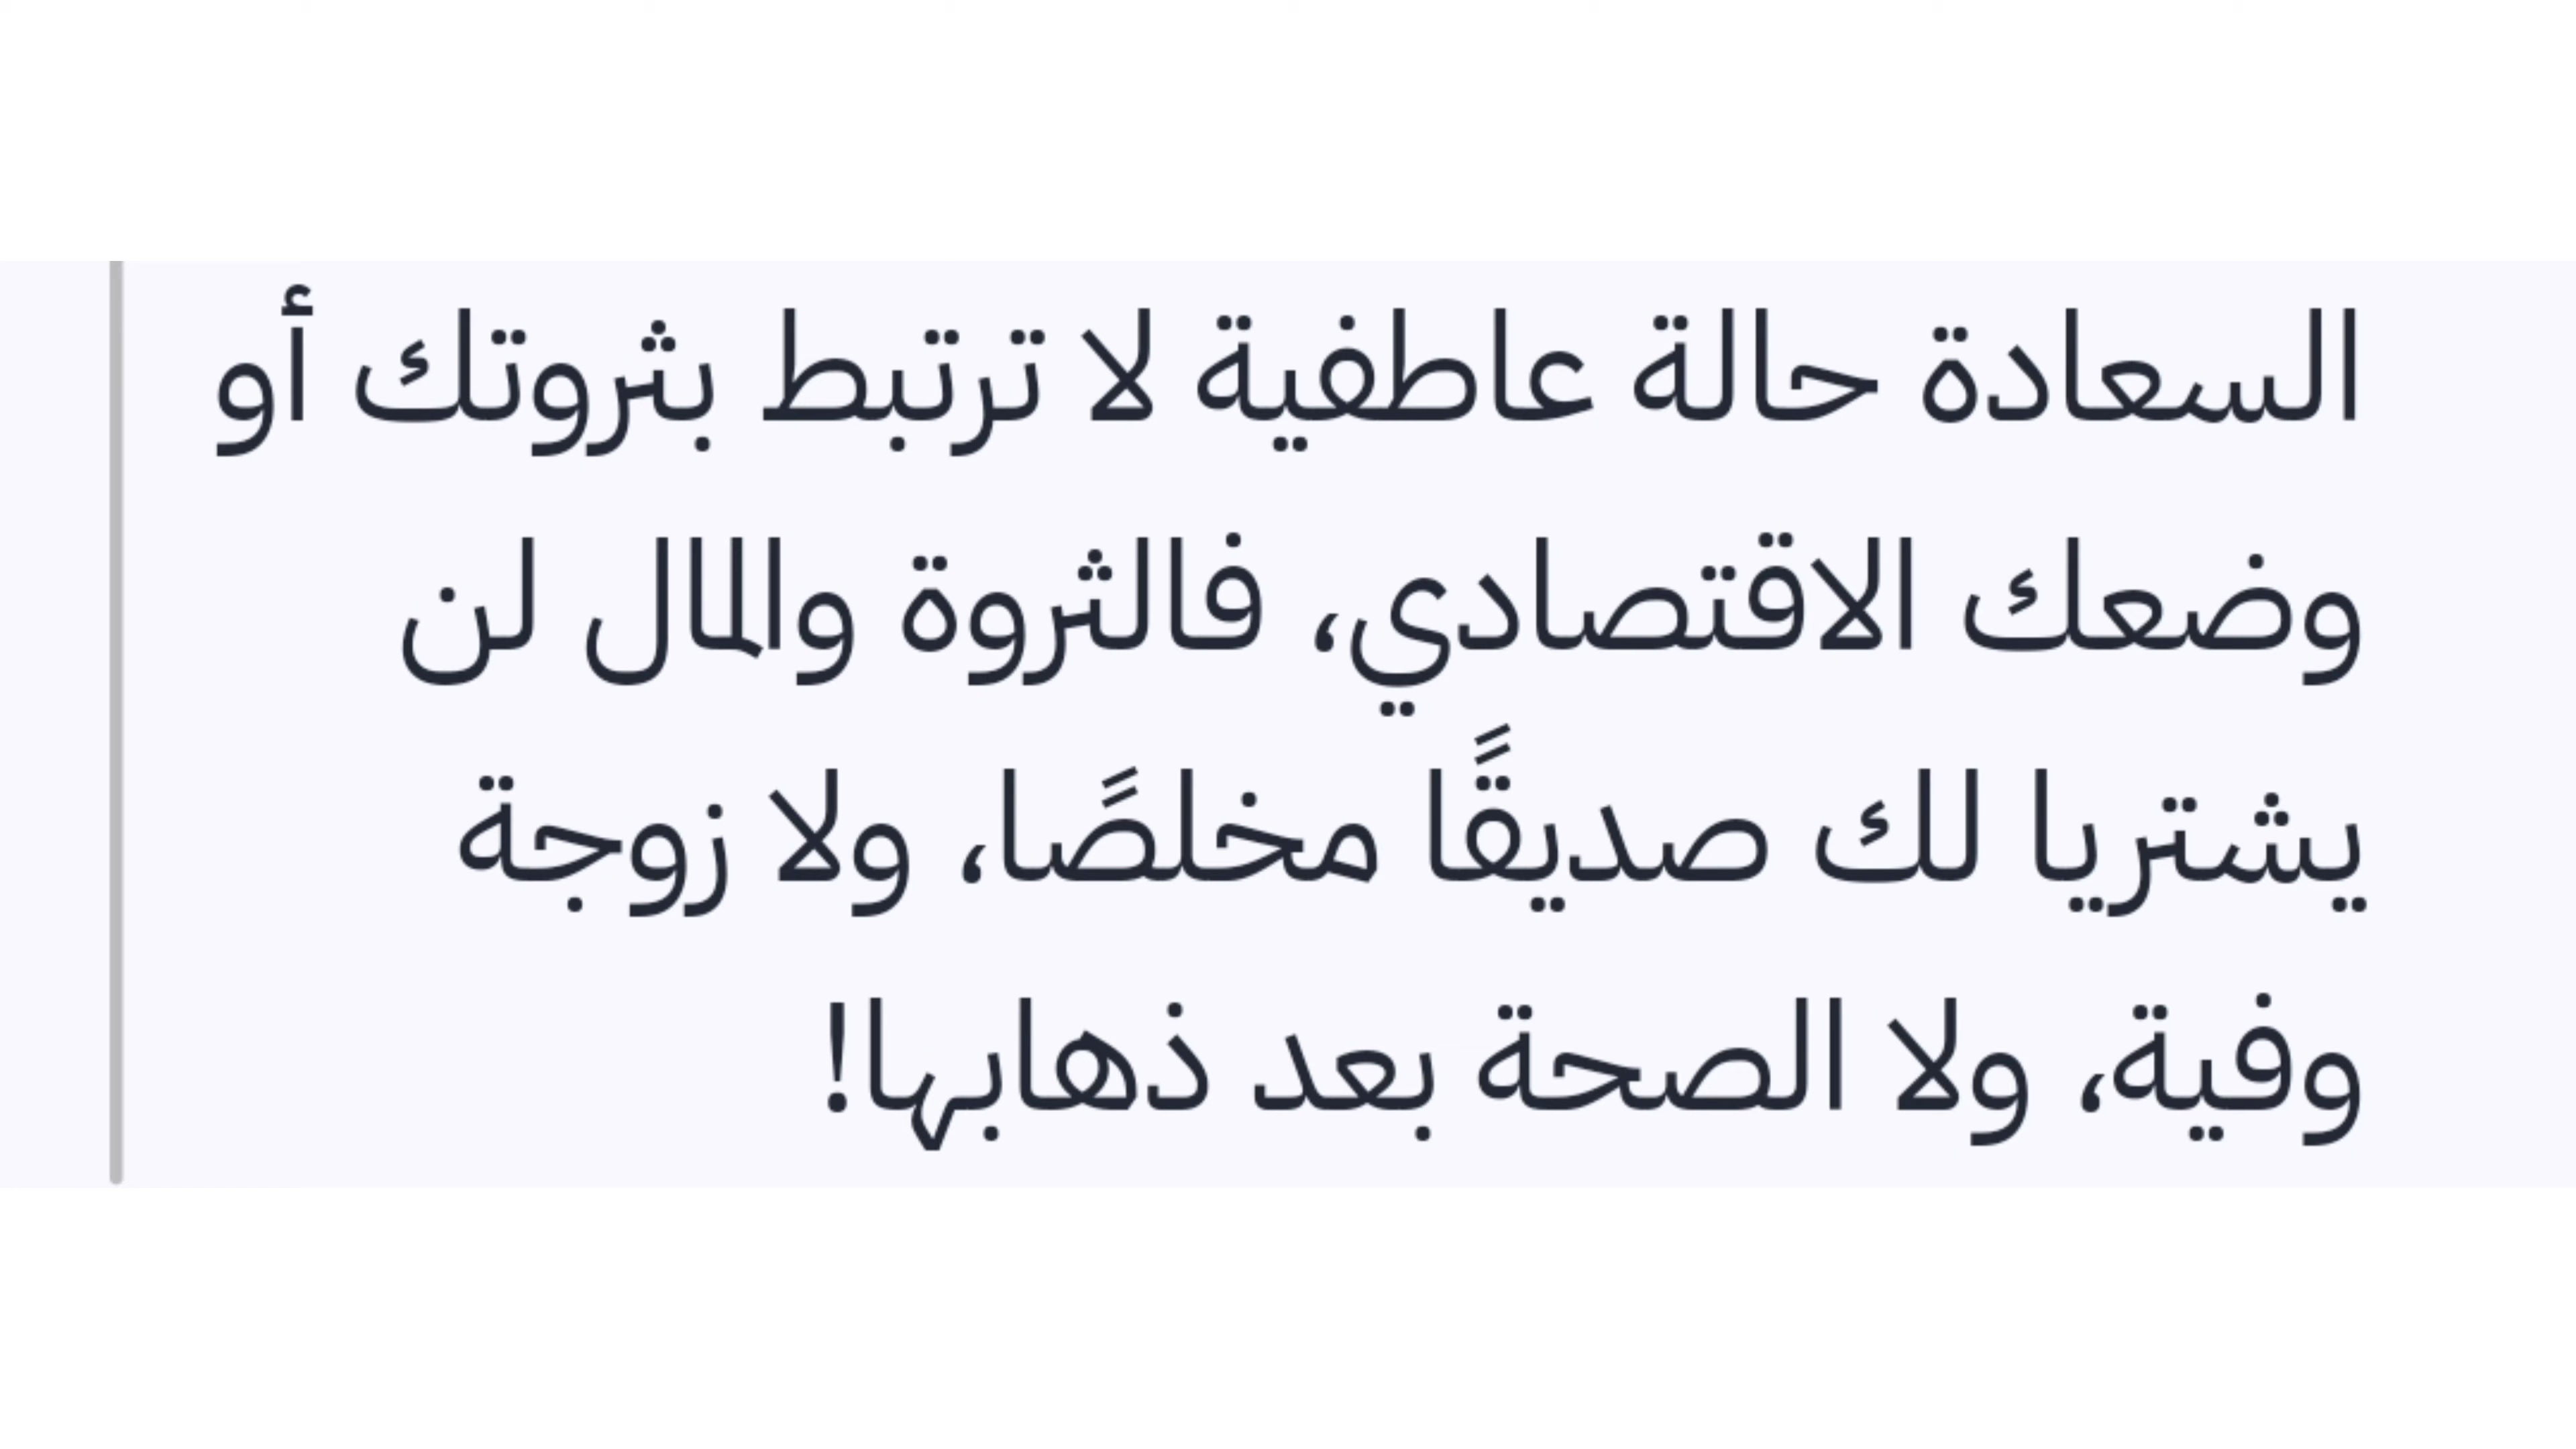 السعادة حالة عاطفية لا ترتبط بثروتك أو
وضعك الاقتصادي، فالثروة والمال لن
يشتريا لك صديقًا مخلصًا، ولا زوجة
وفية، ولا الصحة بعد ذهابها!